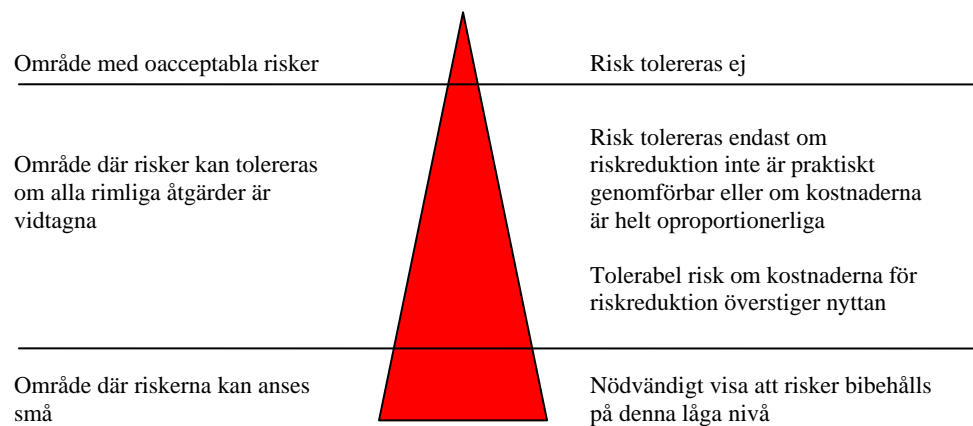 Område med oacceptabla risker
Risk tolereras ej
Område där risker kan tolereras
om alla rimliga åtgärder är
vidtagna
Risk tolereras endast om
riskreduktion inte är praktiskt
genomförbar eller om kostnaderna
är helt oproportionerliga
Tolerabel risk om kostnaderna för
riskreduktion överstiger nyttan
Område där riskerna kan anses
små
Nödvändigt visa att risker bibehålls
på denna låga nivå